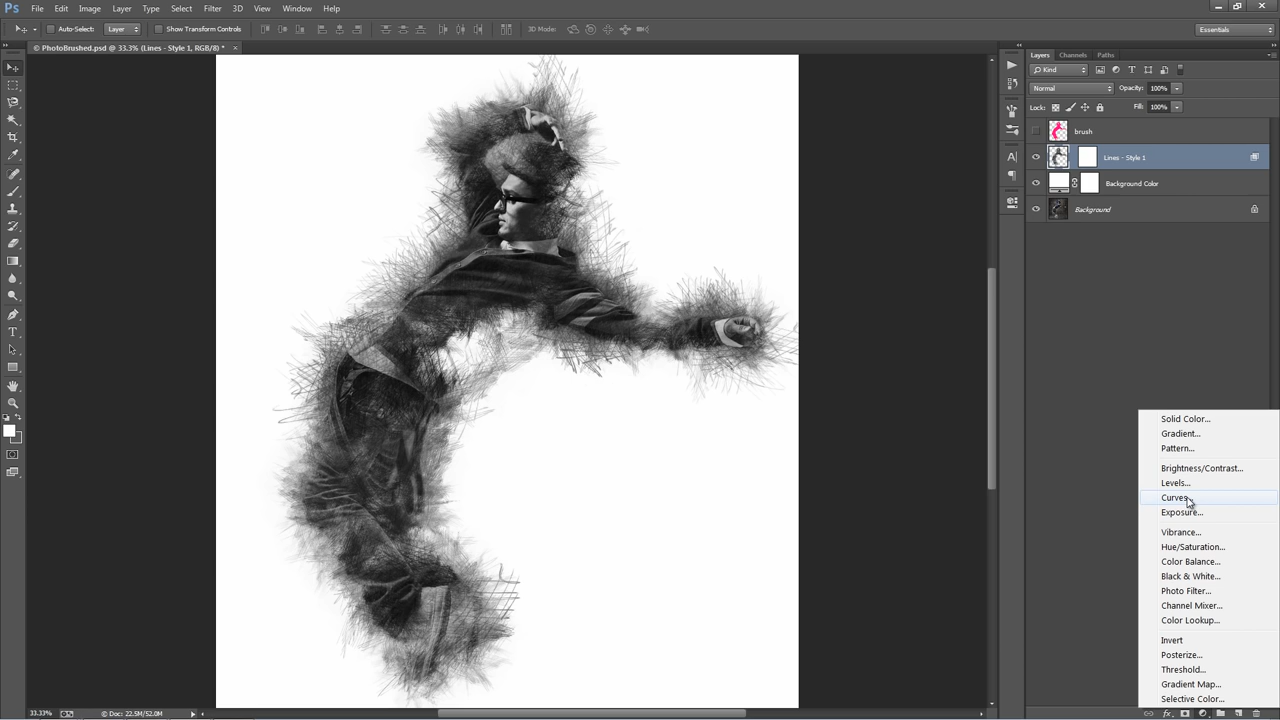 Ps File Edit Image Layer Type Select Filter 3D View Window Help
Auto-Select: Layer Show Transform Controls 3D Mode: Essentials
© PhotoBrushed.psd @ 33.3% (Lines - Style 1, RGB/8) * ×
Layers Channels Paths
Kind
Normal Opacity: 100%
Lock: Fill: 100%
brush
Lines - Style 1
Background Color
Background
Solid Color...
Gradient...
Pattern...
Brightness/Contrast...
Levels...
Curves...
Exposure...
Vibrance...
Hue/Saturation...
Color Balance...
Black & White...
Photo Filter...
Channel Mixer...
Color Lookup...
Invert
Posterize...
Threshold...
Gradient Map...
Selective Color...
33.33% Doc: 22.5M/52.0M